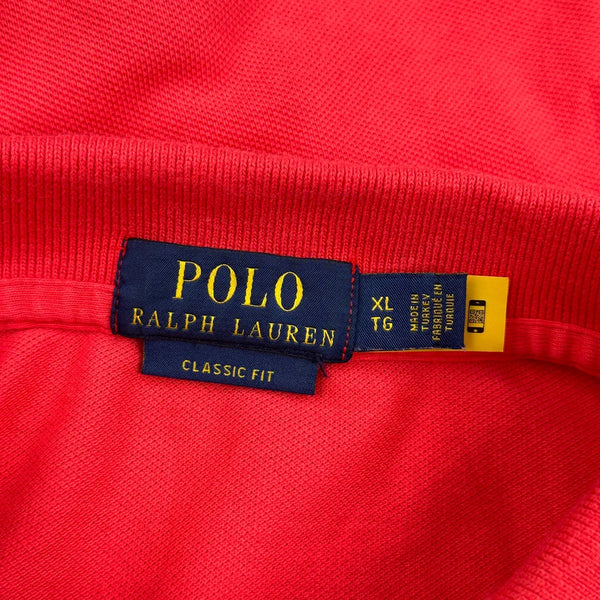 POLO
RALPH LAUREN
CLASSIC FIT
XL
TG
MADE IN
TURKEY
FABRIQUÉ EN
TURQUIE